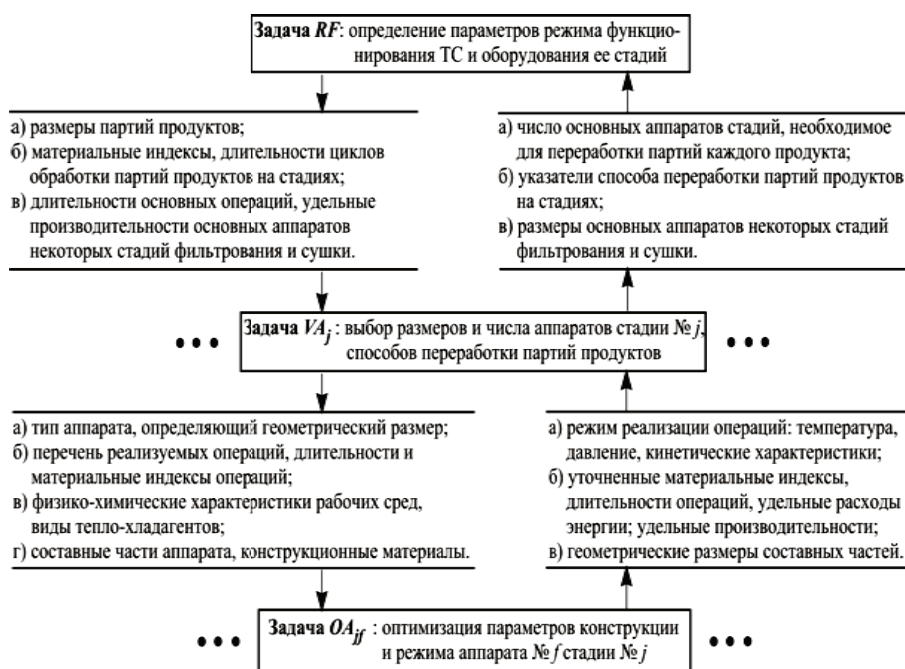 Задача RF: определение параметров режима функцио-
нирования ТС и оборудования ее стадий
а) размеры партий продуктов;
б) материальные индексы, длительности циклов
обработки партий продуктов на стадиях;
в) длительности основных операций, удельные
производительности основных аппаратов
некоторых стадий фильтрования и сушки.
а) число основных аппаратов стадий, необходимое
для переработки партий каждого продукта;
б) указатели способа переработки партий продуктов
на стадиях;
в) размеры основных аппаратов некоторых стадий
фильтрования и сушки.
Задача VAj : выбор размеров и числа аппаратов стадии № j,
способов переработки партий продуктов
а) тип аппарата, определяющий геометрический размер;
б) перечень реализуемых операций, длительности и
материальные индексы операций;
в) физико-химические характеристики рабочих сред,
виды тепло-хладагентов;
г) составные части аппарата, конструкционные материалы.
а) режим реализации операций: температура,
давление, кинетические характеристики;
б) уточненные материальные индексы,
длительности операций, удельные расходы
энергии; удельные производительности;
в) геометрические размеры составных частей.
Задача OAjf : оптимизация параметров конструкции
и режима аппарата № f стадии № j